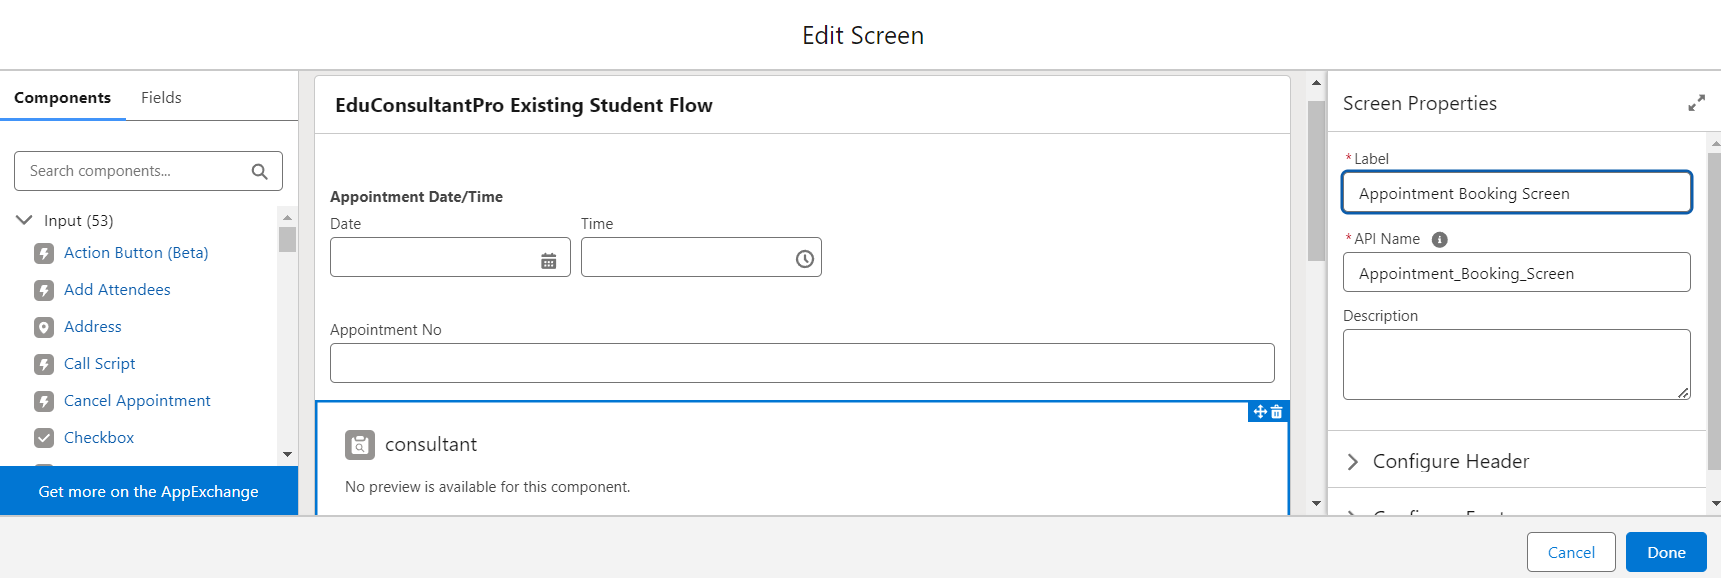 Edit Screen
Components
Fields
Search components...
Input (53)
Action Button (Beta)
Add Attendees
Address
Call Script
Cancel Appointment
Checkbox
Get more on the AppExchange
EduConsultantPro Existing Student Flow
Appointment Date/Time
Date
Time
Appointment No
consultant
No preview is available for this component.
Screen Properties
*Label
Appointment Booking Screen
*API Name
Appointment_Booking_Screen
Description
Configure Header
Cancel
Done